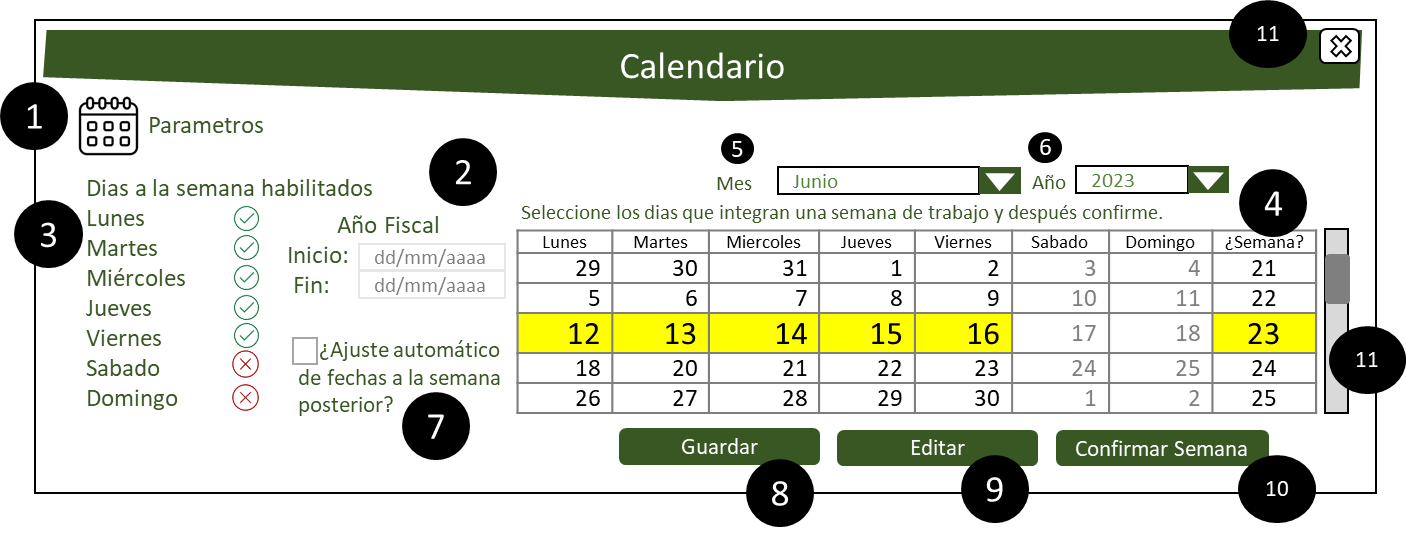 11
Calendario
1
Parametros
2
5
6
Mes
Junio
Año
2023
Dias a la semana habilitados
4
3
Lunes
Martes
Miércoles
Jueves
Viernes
Sabado
Domingo
Año Fiscal
Inicio: dd/mm/aaaa
Fin: dd/mm/aaaa
¿Ajuste automático
de fechas a la semana
posterior?
7
Seleccione los dias que integran una semana de trabajo y después confirme.
Lunes Martes Miercoles Jueves Viernes Sabado Domingo ¿Semana?
29 30 31 1 2 3 4 21
5 6 7 8 9 10 11 22
12 13 14 15 16 17 18 23
18 20 21 22 23 24 25 24
26 27 28 29 30 1 2 25
11
Guardar
Editar
Confirmar Semana
8
9
10